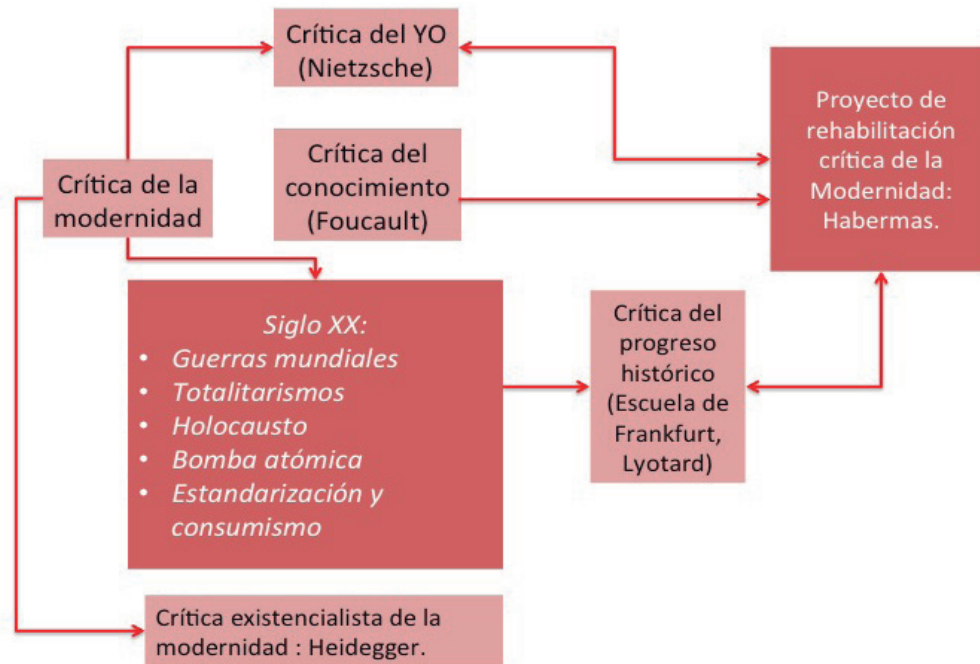 Crítica del YO
(Nietzsche)
Crítica del
conocimiento
(Foucault)
Proyecto de
rehabilitación
crítica de la
Modernidad:
Habermas.
Crítica de la
modernidad
Siglo XX:
• Guerras mundiales
• Totalitarismos
• Holocausto
• Bomba atómica
• Estandarización y
consumismo
Crítica del
progreso
histórico
(Escuela de
Frankfurt,
Lyotard)
Crítica existencialista de la
modernidad : Heidegger.